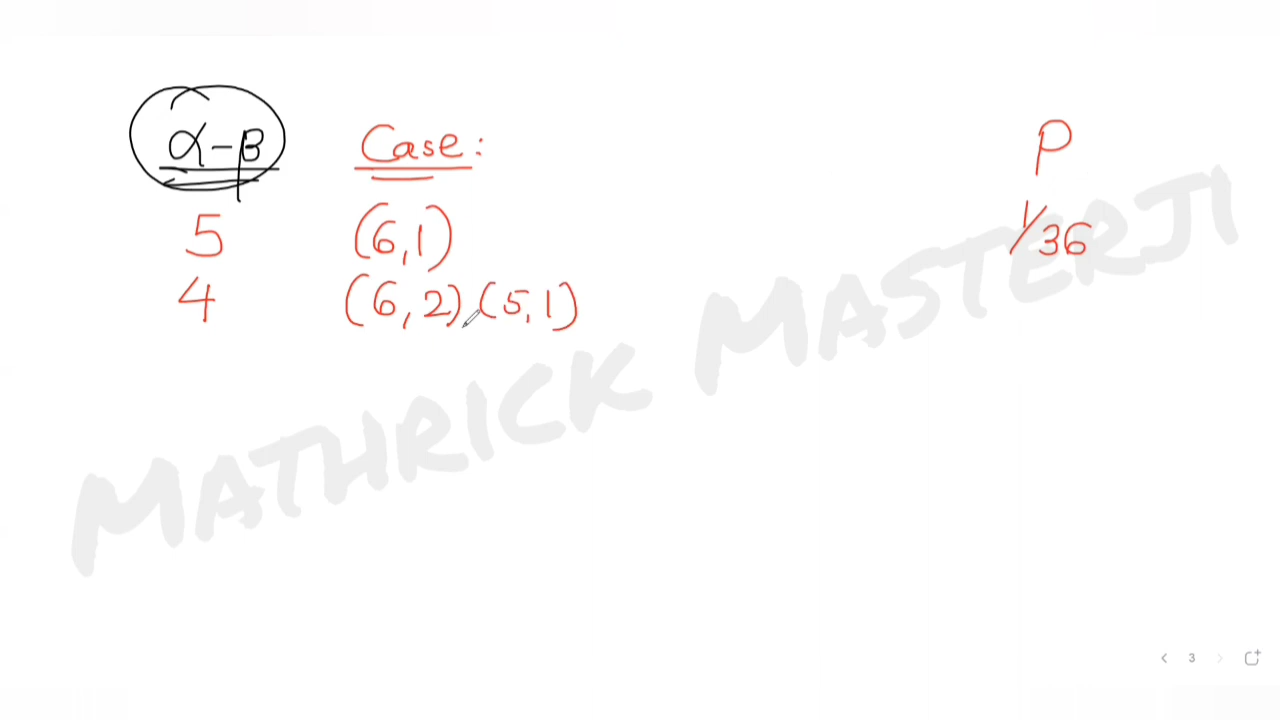 α-β Case: P
5 (6,1) 1/36
4 (6,2),(5,1)
MATHRICK MASTERJI
< 3 >